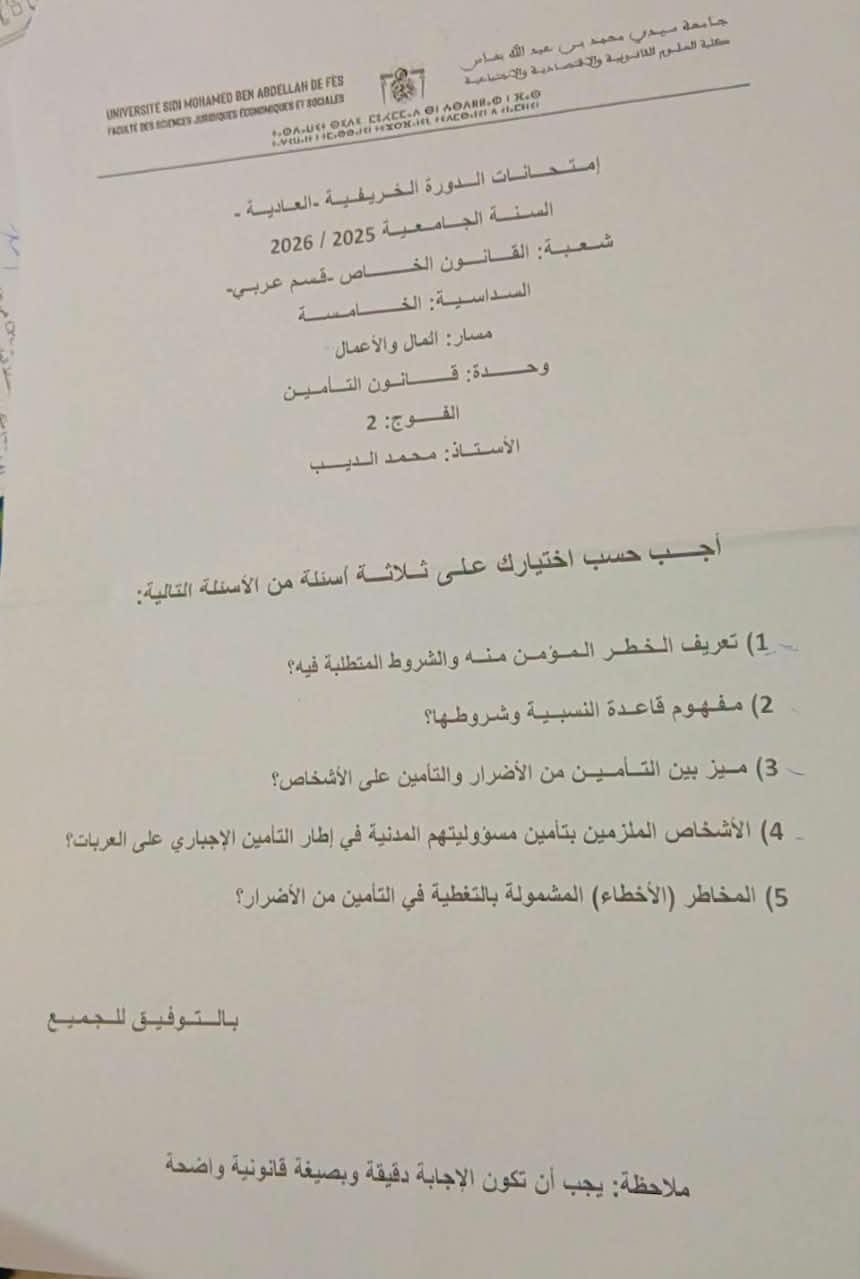 UNIVERSITÉ SIDI MOHAMED BEN ABDELLAH DE FÈS
FACULTÉ DES SCIENCES JURIDIQUES ÉCONOMIQUES ET SOCIALES
جامعة سيدي محمد بن عبد الله بفاس
كلية العلوم القانونية والاقتصادية والاجتماعية
إمتحانات الدورة الخريفية -العادية -
السنة الجامعية 2025 / 2026
شعبة: القانون الخاص -قسم عربي-
السداسية: الخامسة
مسار: المال والأعمال
وحدة: قانون التأمين
الفوج: 2
الأستاذ: محمد الديب
أجب حسب اختيارك على ثلاثة أسئلة من الأسئلة التالية:
1) تعريف الخطر المؤمن منه والشروط المتطلبة فيه؟
2) مفهوم قاعدة النسبية وشروطها؟
3) ميز بين التأمين من الأضرار والتأمين على الأشخاص؟
4) الأشخاص الملزمين بتأمين مسؤوليتهم المدنية في إطار التأمين الإجباري على العربات؟
5) المخاطر (الأخطاء) المشمولة بالتغطية في التأمين من الأضرار؟
بالتوفيق للجميع
ملاحظة: يجب أن تكون الإجابة دقيقة وبصيغة قانونية واضحة